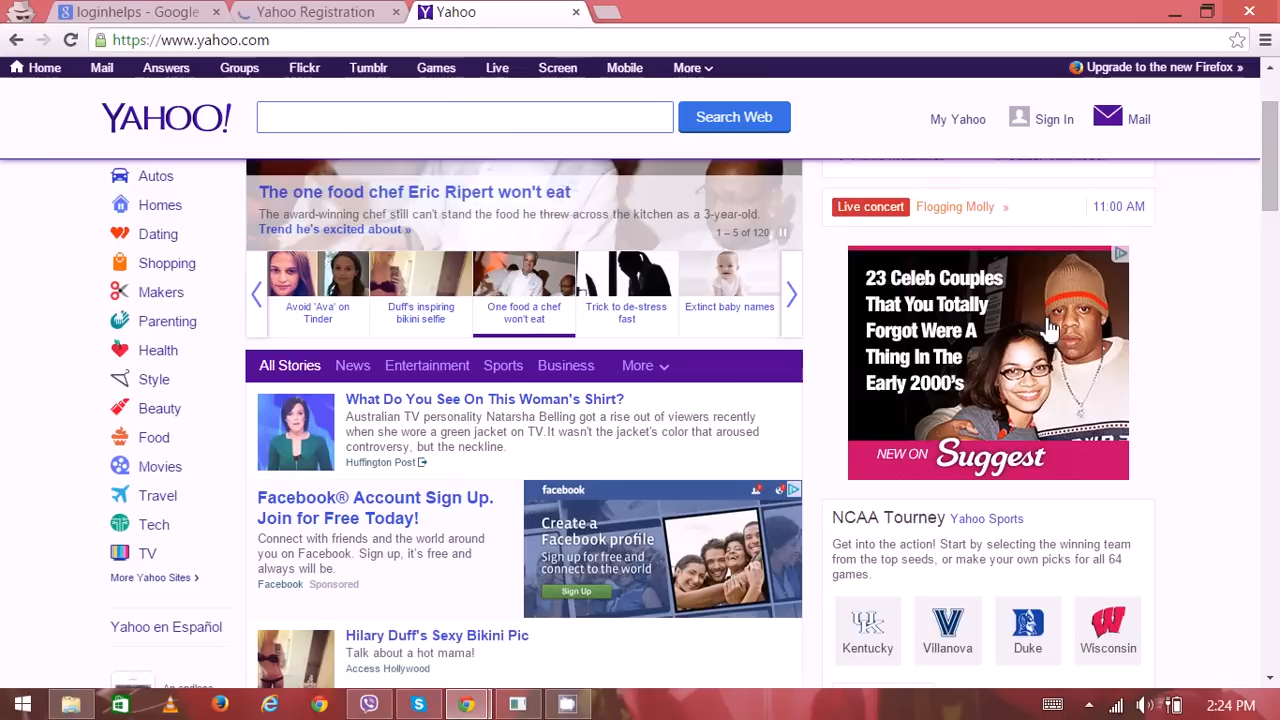 loginhelps - Google
Yahoo Registration
Yahoo
https://www.yahoo.com
Home Mail Answers Groups Flickr Tumblr Games Live Screen Mobile More Upgrade to the new Firefox »
YAHOO!
Search Web
My Yahoo
Sign In
Mail
Autos
Homes
Dating
Shopping
Makers
Parenting
Health
Style
Beauty
Food
Movies
Travel
Tech
TV
More Yahoo Sites >
Yahoo en Español
An endless
The one food chef Eric Ripert won't eat
The award-winning chef still can't stand the food he threw across the kitchen as a 3-year-old.
Trend he's excited about »
1 – 5 of 120
Avoid 'Ava' on
Tinder
Duff's inspiring
bikini selfie
One food a chef
won't eat
Trick to de-stress
fast
Extinct baby names
All Stories News Entertainment Sports Business More
What Do You See On This Woman's Shirt?
Australian TV personality Natarsha Belling got a rise out of viewers recently
when she wore a green jacket on TV.It wasn't the jacket's color that aroused
controversy, but the neckline.
Huffington Post
Facebook® Account Sign Up.
Join for Free Today!
Connect with friends and the world around
you on Facebook. Sign up, it's free and
always will be.
Facebook Sponsored
facebook
Create a
Facebook profile
Sign up for free and
connect to the world
Sign Up
Hilary Duff's Sexy Bikini Pic
Talk about a hot mama!
Access Hollywood
Live concert Flogging Molly » 11:00 AM
23 Celeb Couples
That You Totally
Forgot Were A
Thing In The
Early 2000's
NEW ON Suggest
NCAA Tourney Yahoo Sports
Get into the action! Start by selecting the winning team
from the top seeds, or make your own picks for all 64
games.
UK
Kentucky
V
Villanova
D
Duke
W
Wisconsin
2:24 PM